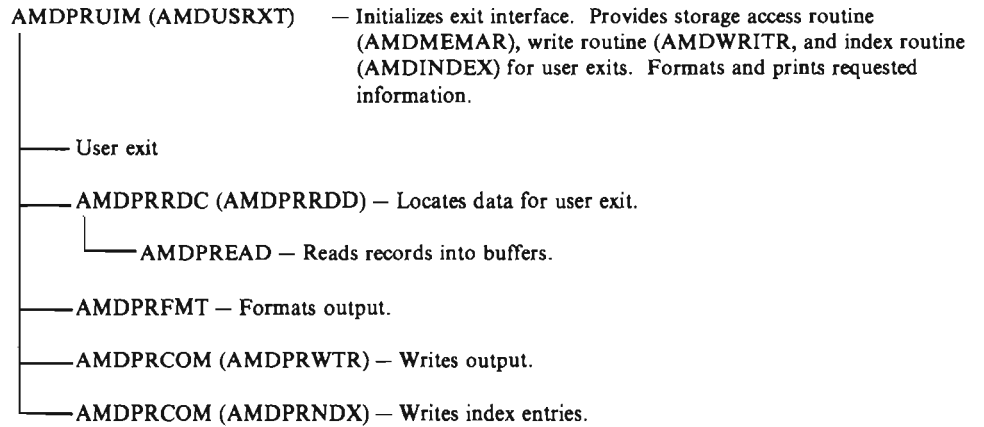 AMDPRUIM (AMDUSRXT) — Initializes exit interface. Provides storage access routine
(AMDMEMAR), write routine (AMDWRITR, and index routine
(AMDINDEX) for user exits. Formats and prints requested
information.
User exit
AMDPRRDC (AMDPRRDD) — Locates data for user exit.
AMDPREAD — Reads records into buffers.
AMDPRFMT — Formats output.
AMDPRCOM (AMDPRWTR) — Writes output.
AMDPRCOM (AMDPRNDX) — Writes index entries.